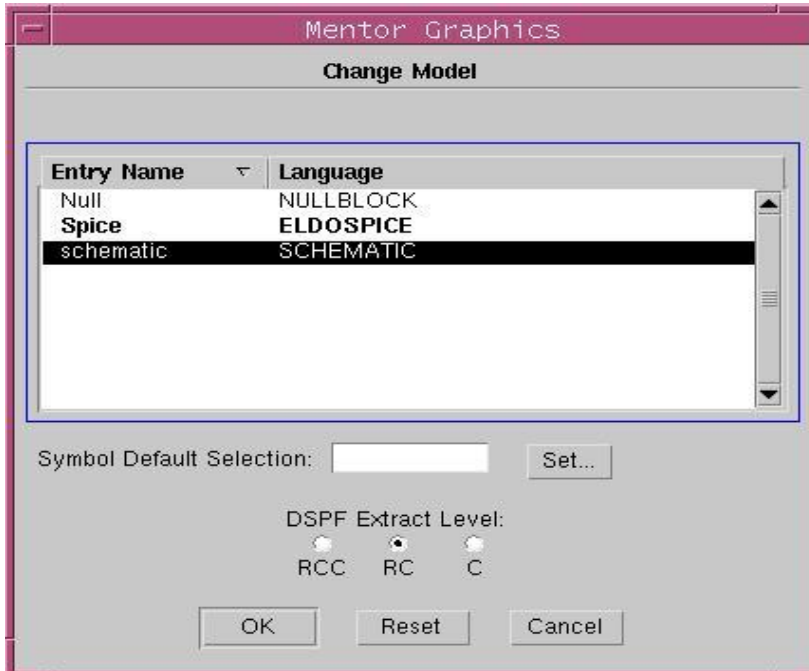 Mentor Graphics
Change Model
Entry Name Language
Null NULLBLOCK
Spice ELDOSPICE
schematic SCHEMATIC
Symbol Default Selection: Set...
DSPF Extract Level:
RCC RC C
OK Reset Cancel